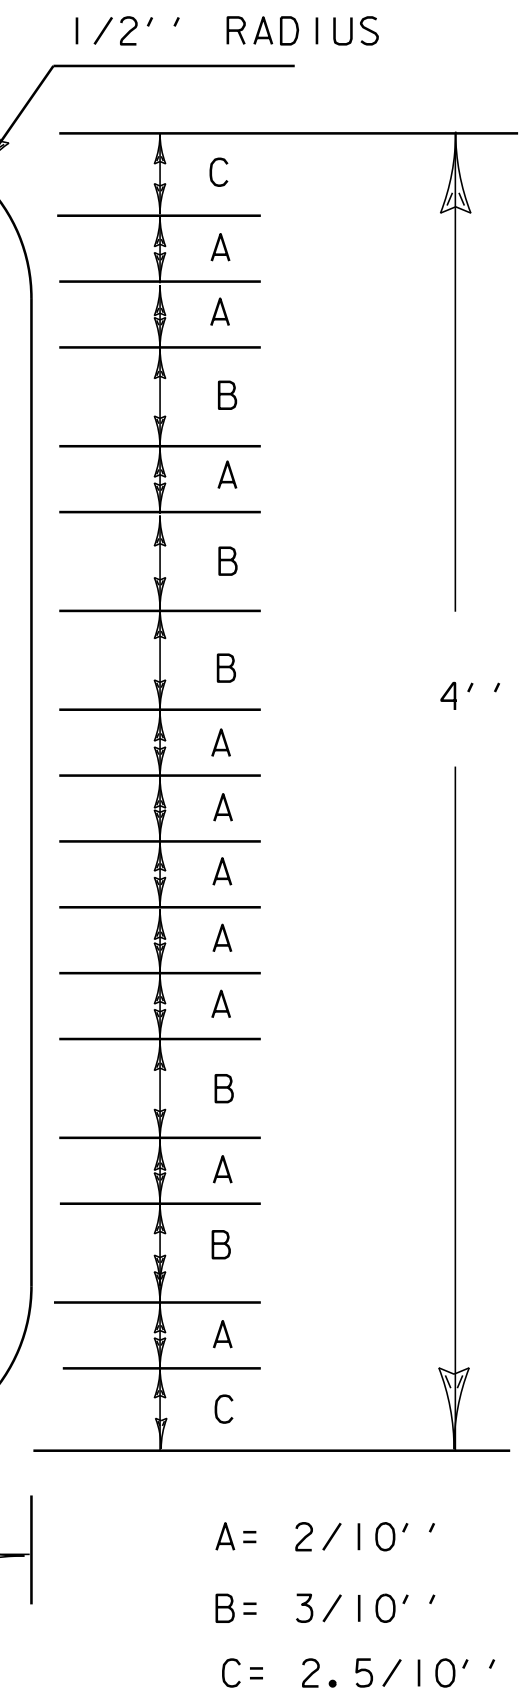 1/2'' RADIUS
C
A
A
B
A
B
B
4''
A
A
A
A
A
B
A
B
A
C
A= 2/10''
B= 3/10''
C= 2.5/10''